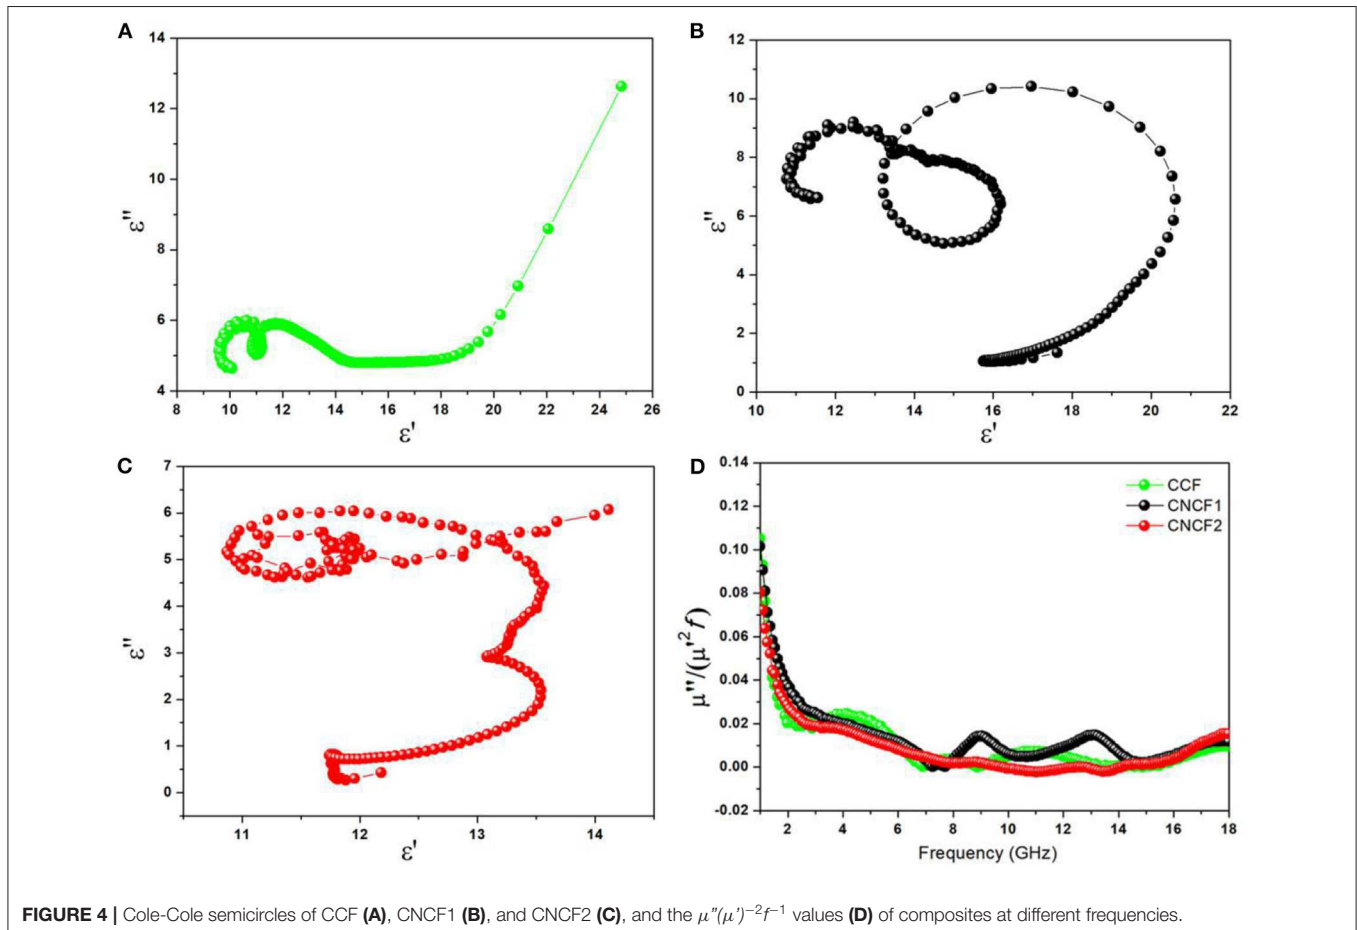 A
14
12
10
8
6
4
ε''
8 10 12 14 16 18 20 22 24 26
ε'
B
12
10
8
6
4
2
0
ε''
10 12 14 16 18 20 22
ε'
C
7
6
5
4
3
2
1
0
ε''
11 12 13 14
ε'
D
0.14
0.12
0.10
0.08
0.06
0.04
0.02
0.00
-0.02
μ''/(μ'² f)
CCF
CNCF1
CNCF2
2 4 6 8 10 12 14 16 18
Frequency (GHz)
FIGURE 4 | Cole-Cole semicircles of CCF (A), CNCF1 (B), and CNCF2 (C), and the μ″(μ′)⁻²f⁻¹ values (D) of composites at different frequencies.